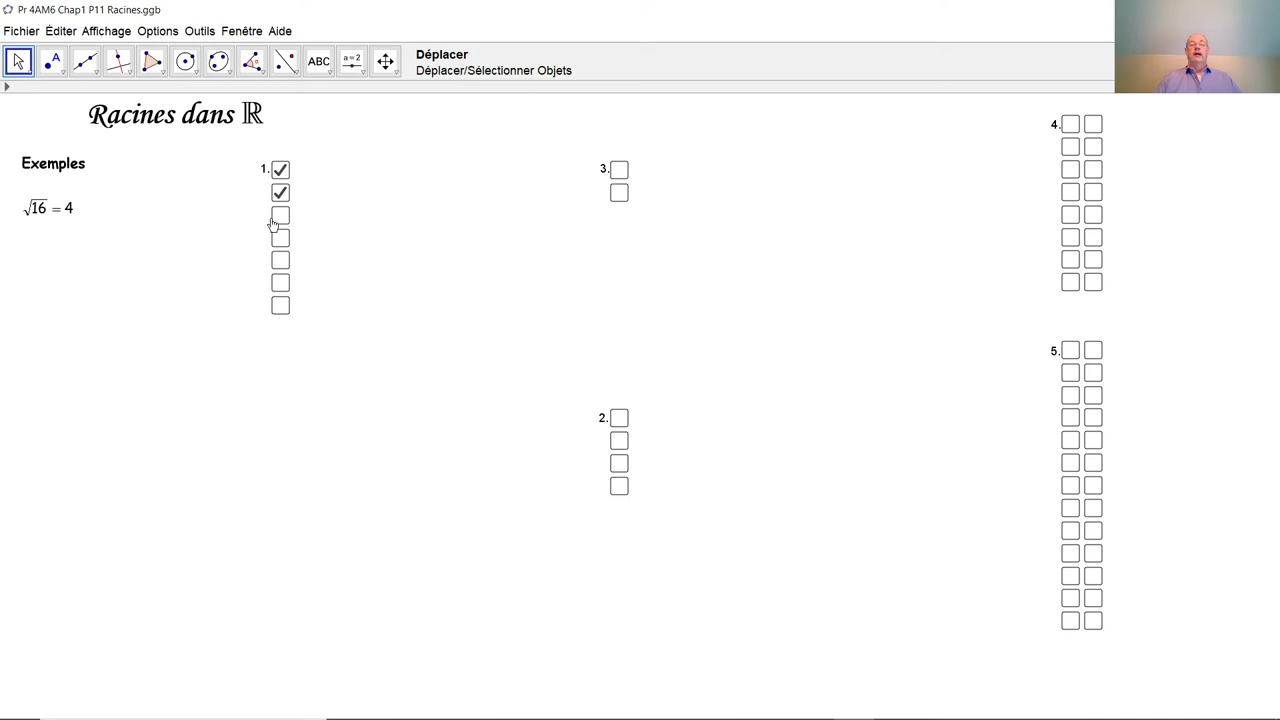 Pr 4AM6 Chap1 P11 Racines.ggb
Fichier Éditer Affichage Options Outils Fenêtre Aide
A
α
ABC
a=2
Déplacer
Déplacer/Sélectionner Objets
Racines dans ℝ
Exemples
√16 = 4
1.
3.
2.
4.
5.